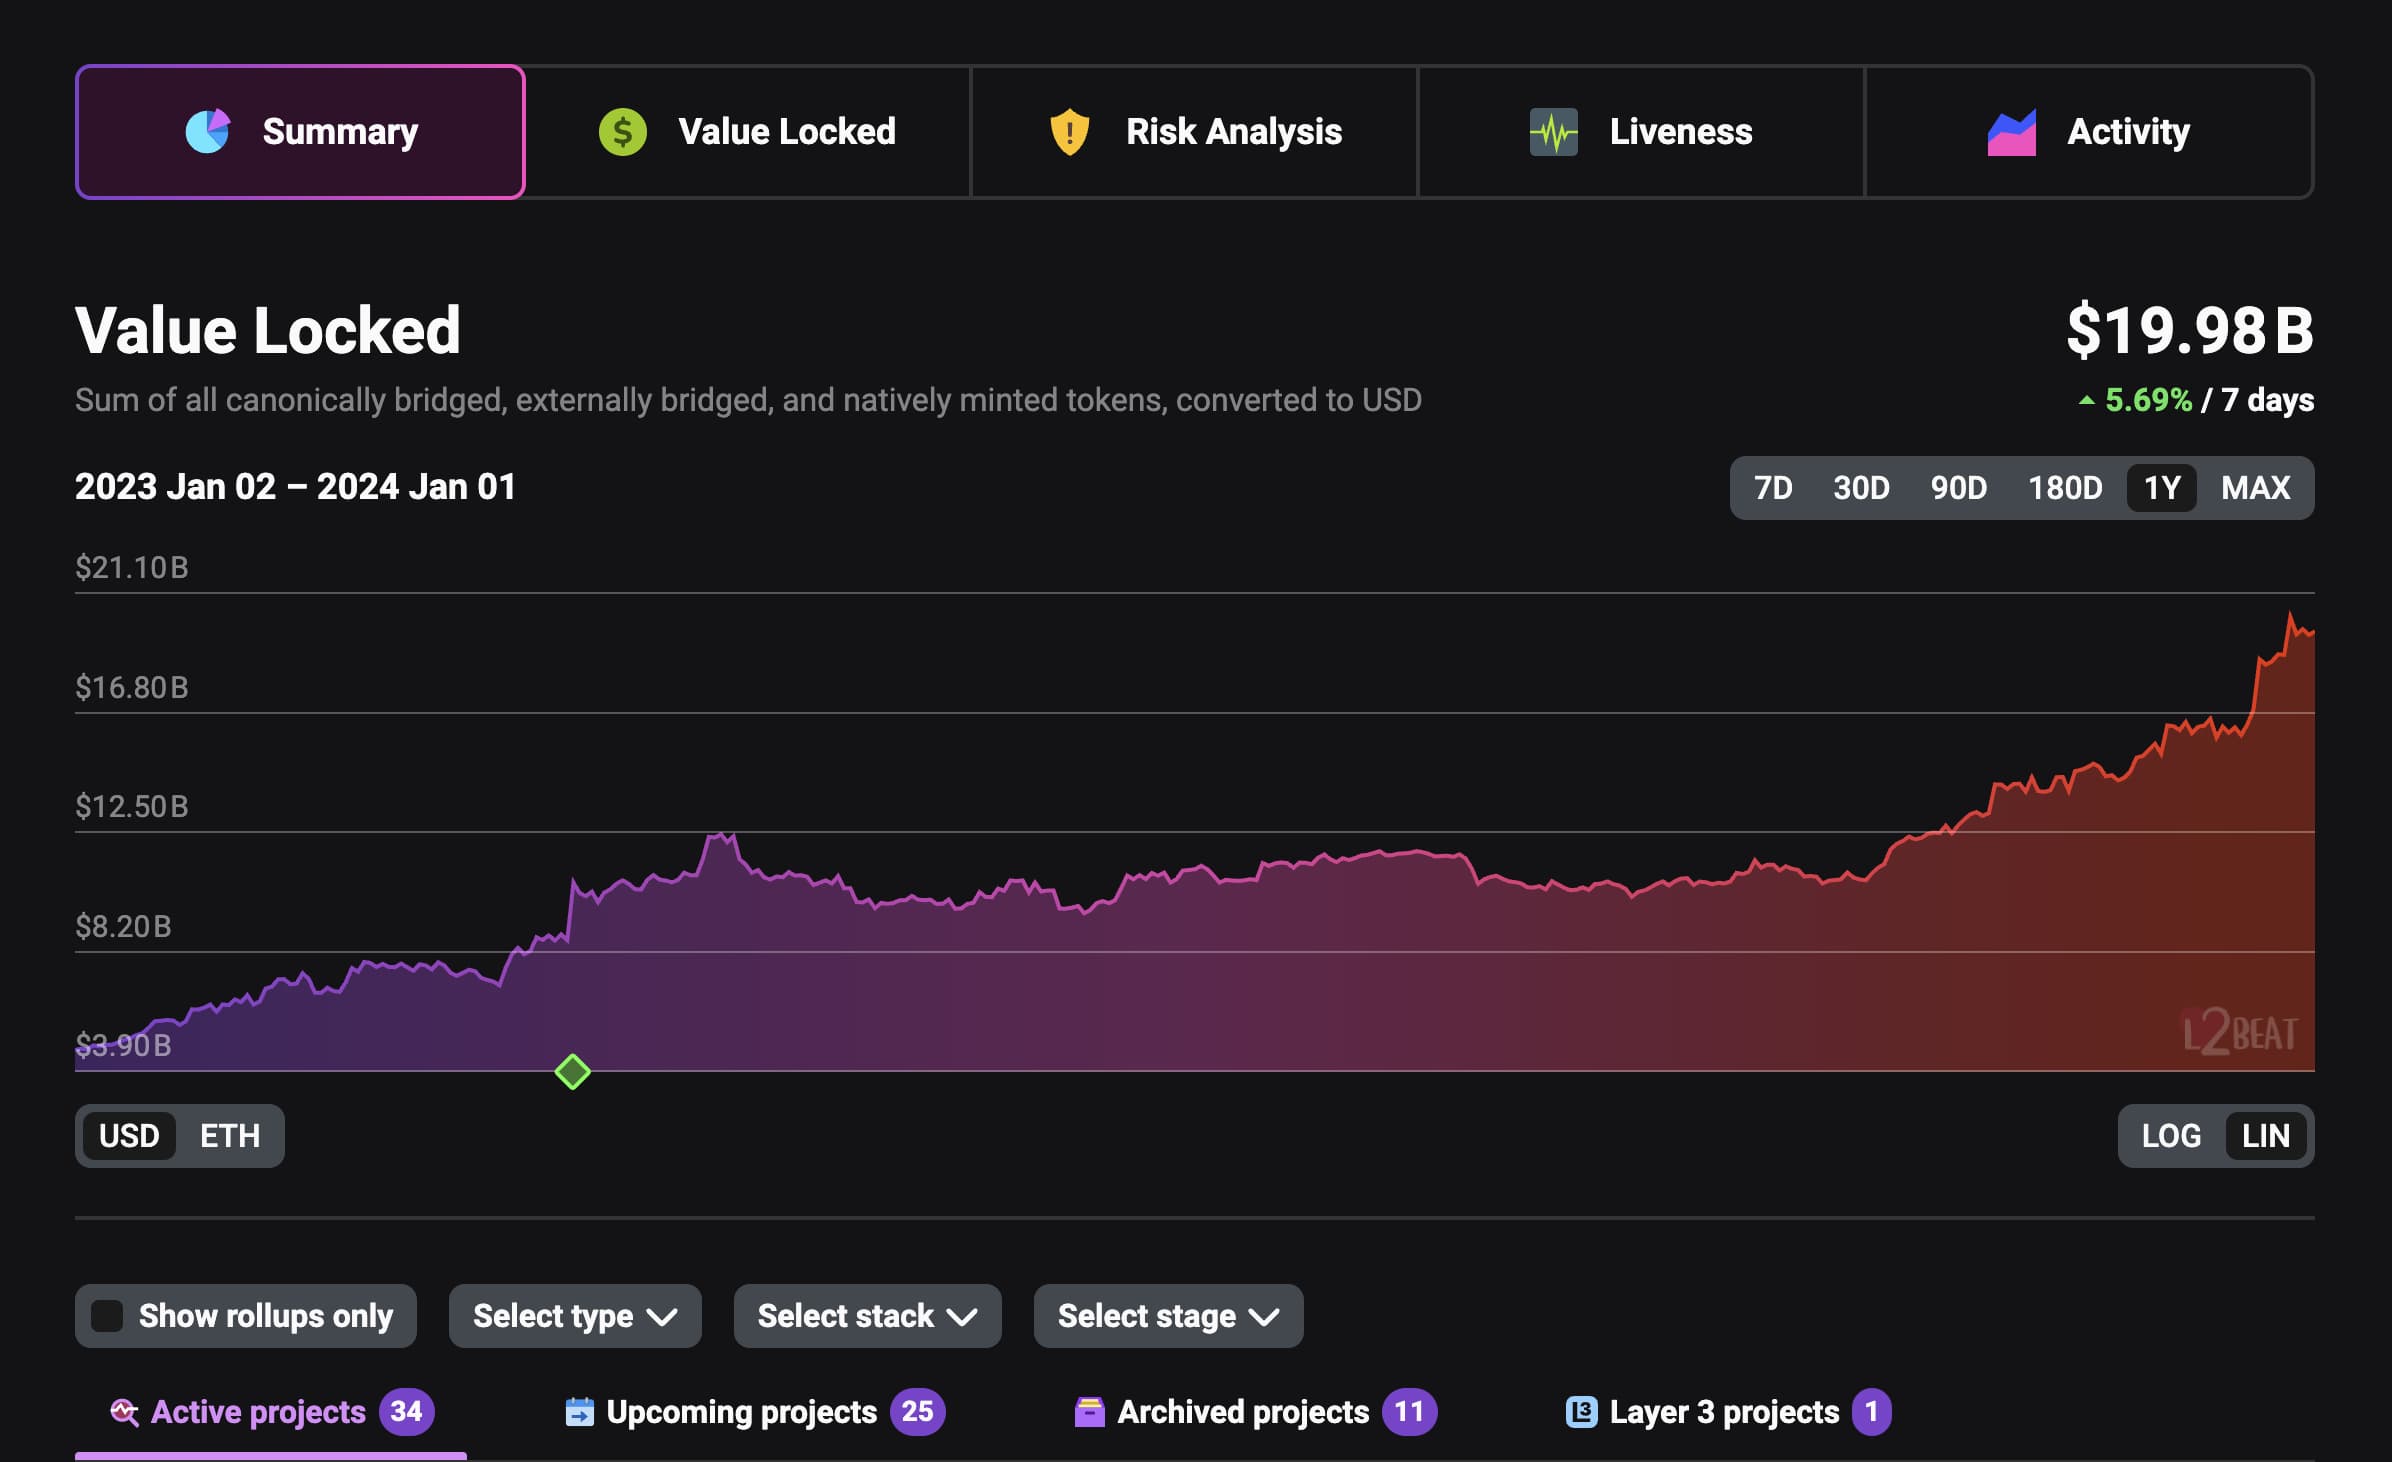 Summary
Value Locked
Risk Analysis
Liveness
Activity
Value Locked
$19.98 B
Sum of all canonically bridged, externally bridged, and natively minted tokens, converted to USD
5.69% / 7 days
2023 Jan 02 – 2024 Jan 01
7D 30D 90D 180D 1Y MAX
$21.10 B
$16.80 B
$12.50 B
$8.20 B
$3.90 B
L2BEAT
USD ETH
LOG LIN
Show rollups only
Select type
Select stack
Select stage
Active projects 34
Upcoming projects 25
Archived projects 11
L3 Layer 3 projects 1